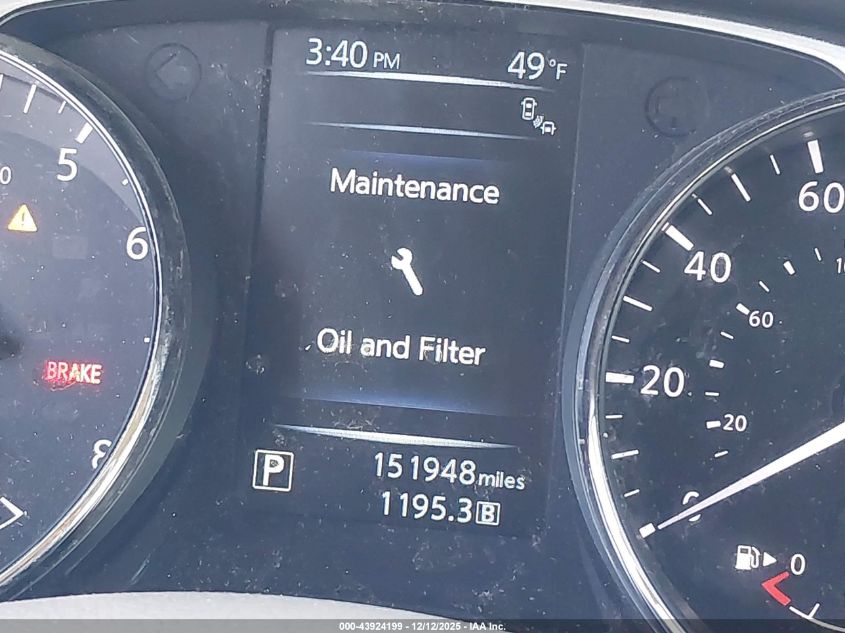 3:40 PM 49°F
Maintenance
Oil and Filter
P
151948 miles
1195.3 B
5
6
8
BRAKE
60
40
60
20
20
0
0
000-43924199 - 12/12/2025 - IAA Inc.